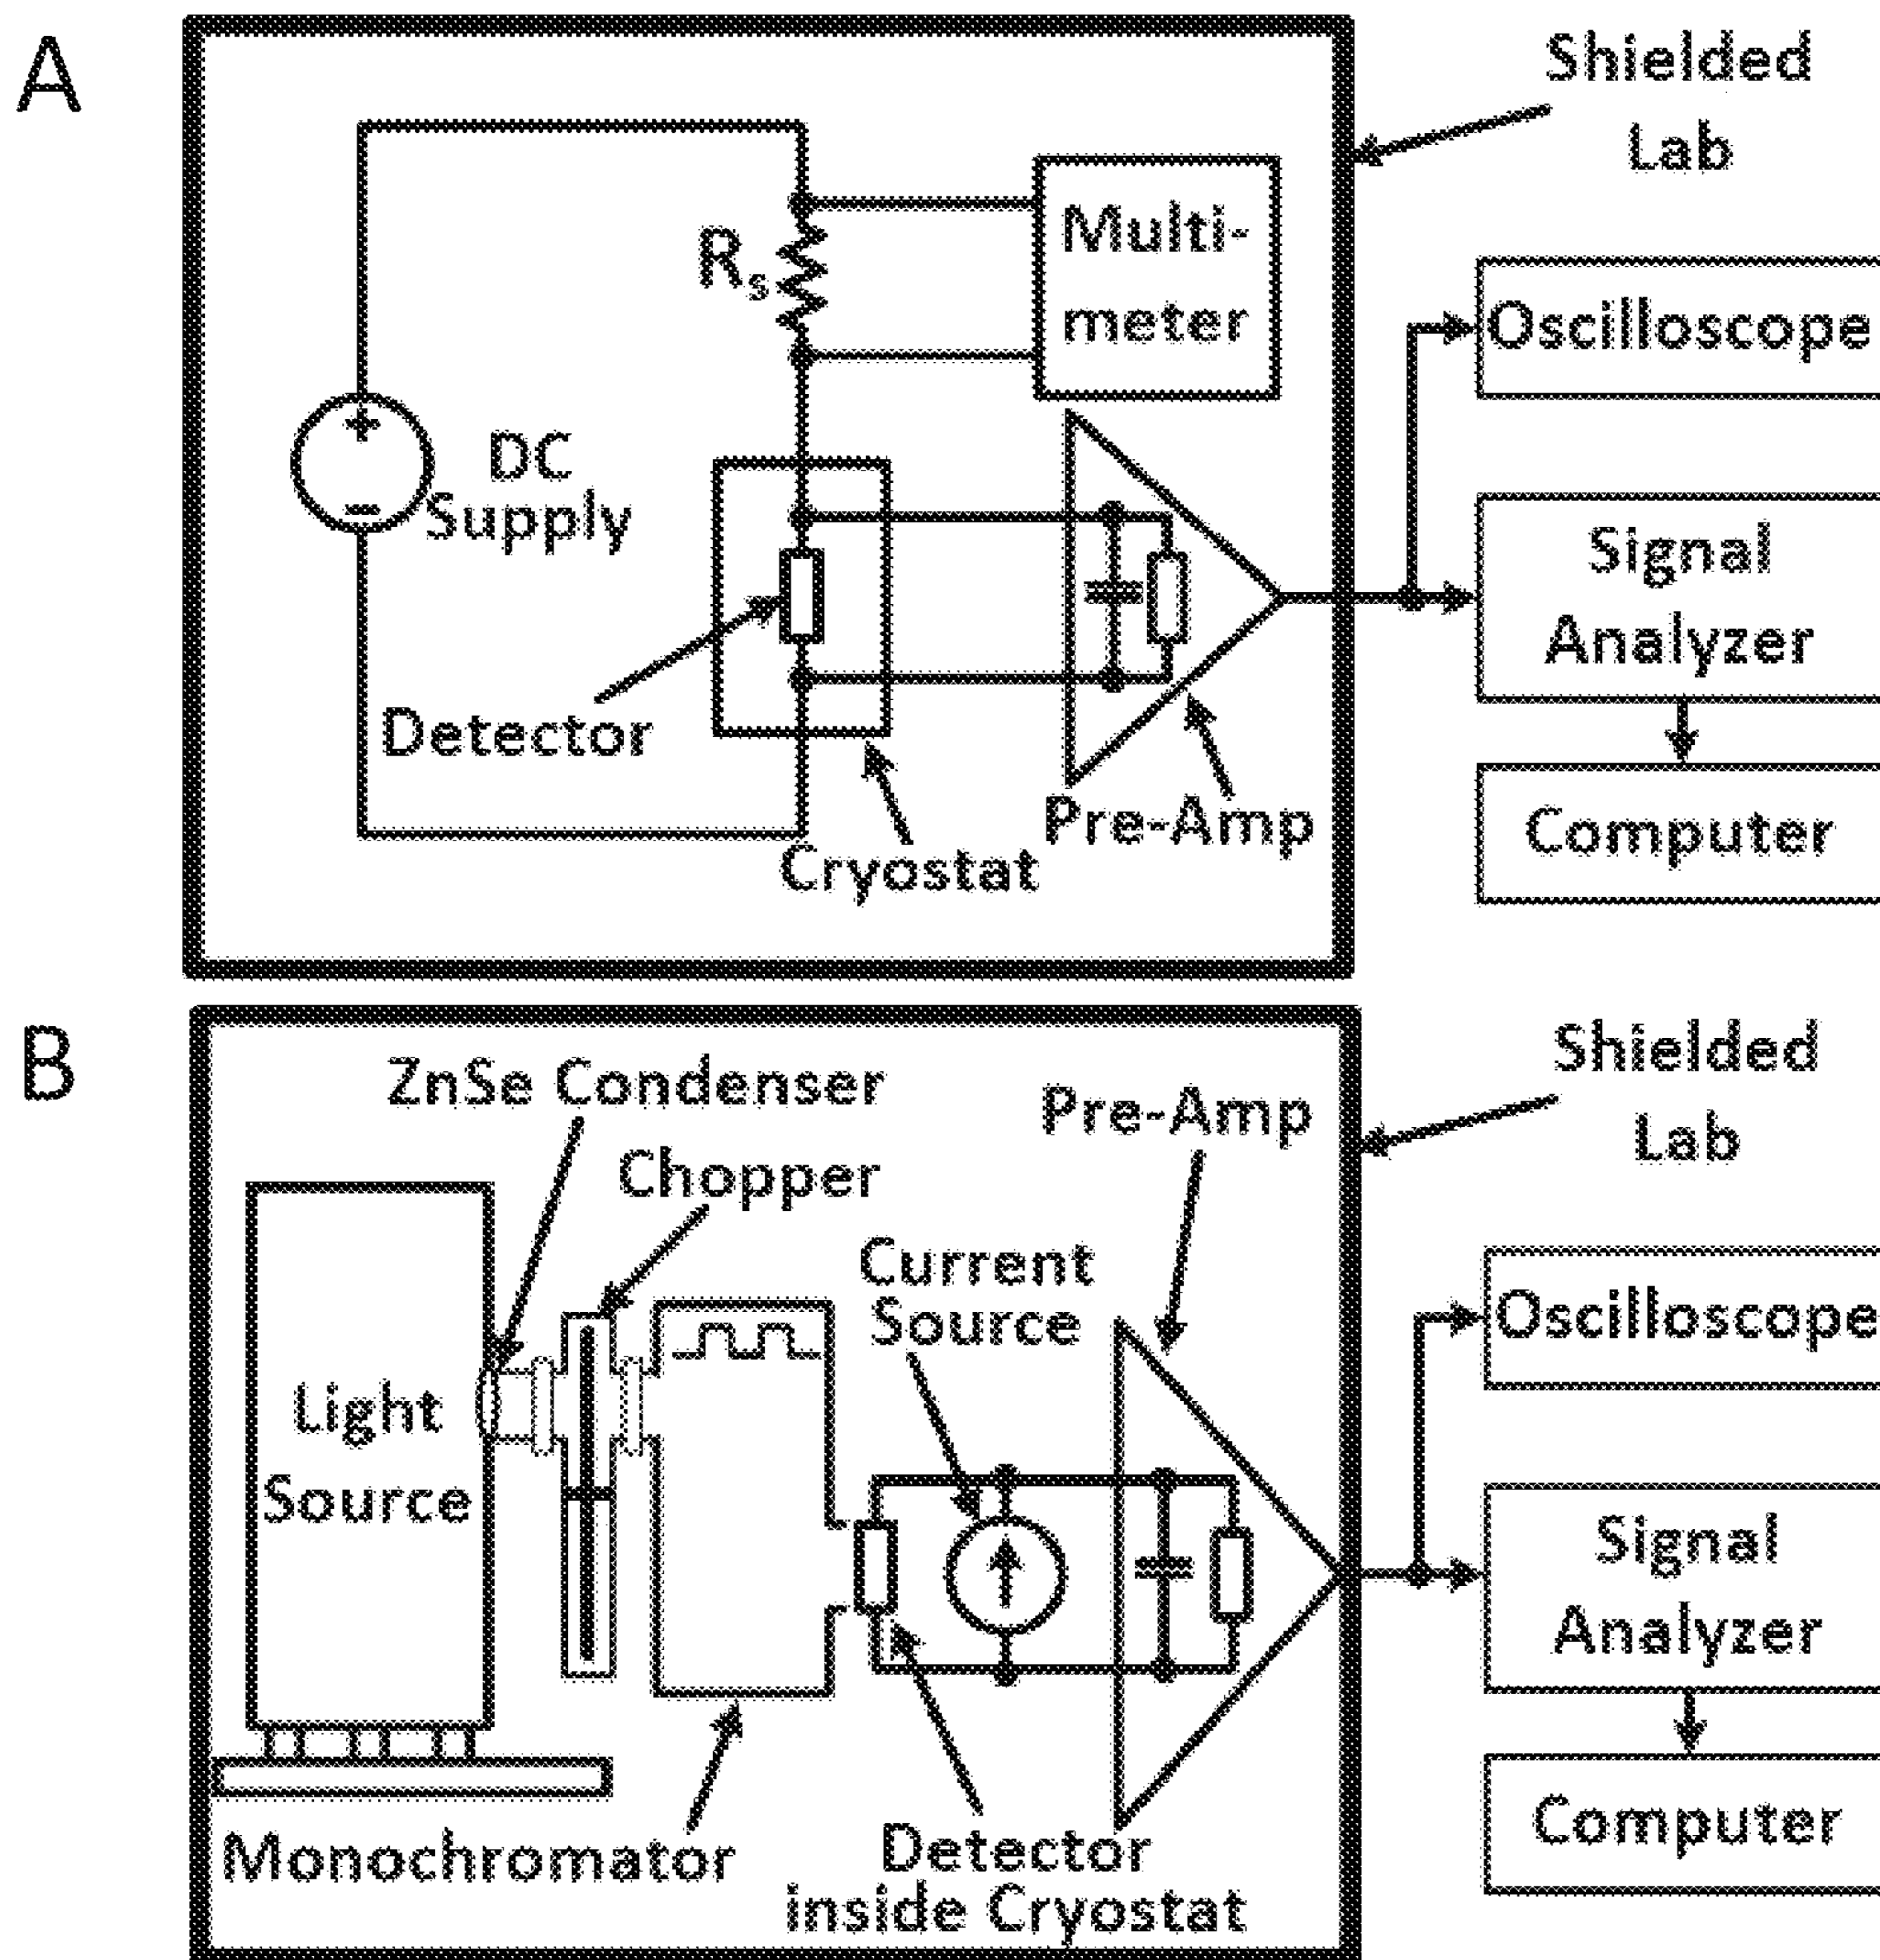 A
Shielded
Lab
Multi-
meter
Rs
Oscilloscope
+
DC
Supply
−
Signal
Analyzer
Detector
Pre-Amp
Cryostat
Computer
B
ZnSe Condenser
Chopper
Pre-Amp
Shielded
Lab
Current
Source
Oscilloscope
Light
Source
Signal
Analyzer
Monochromator
Detector
inside Cryostat
Computer